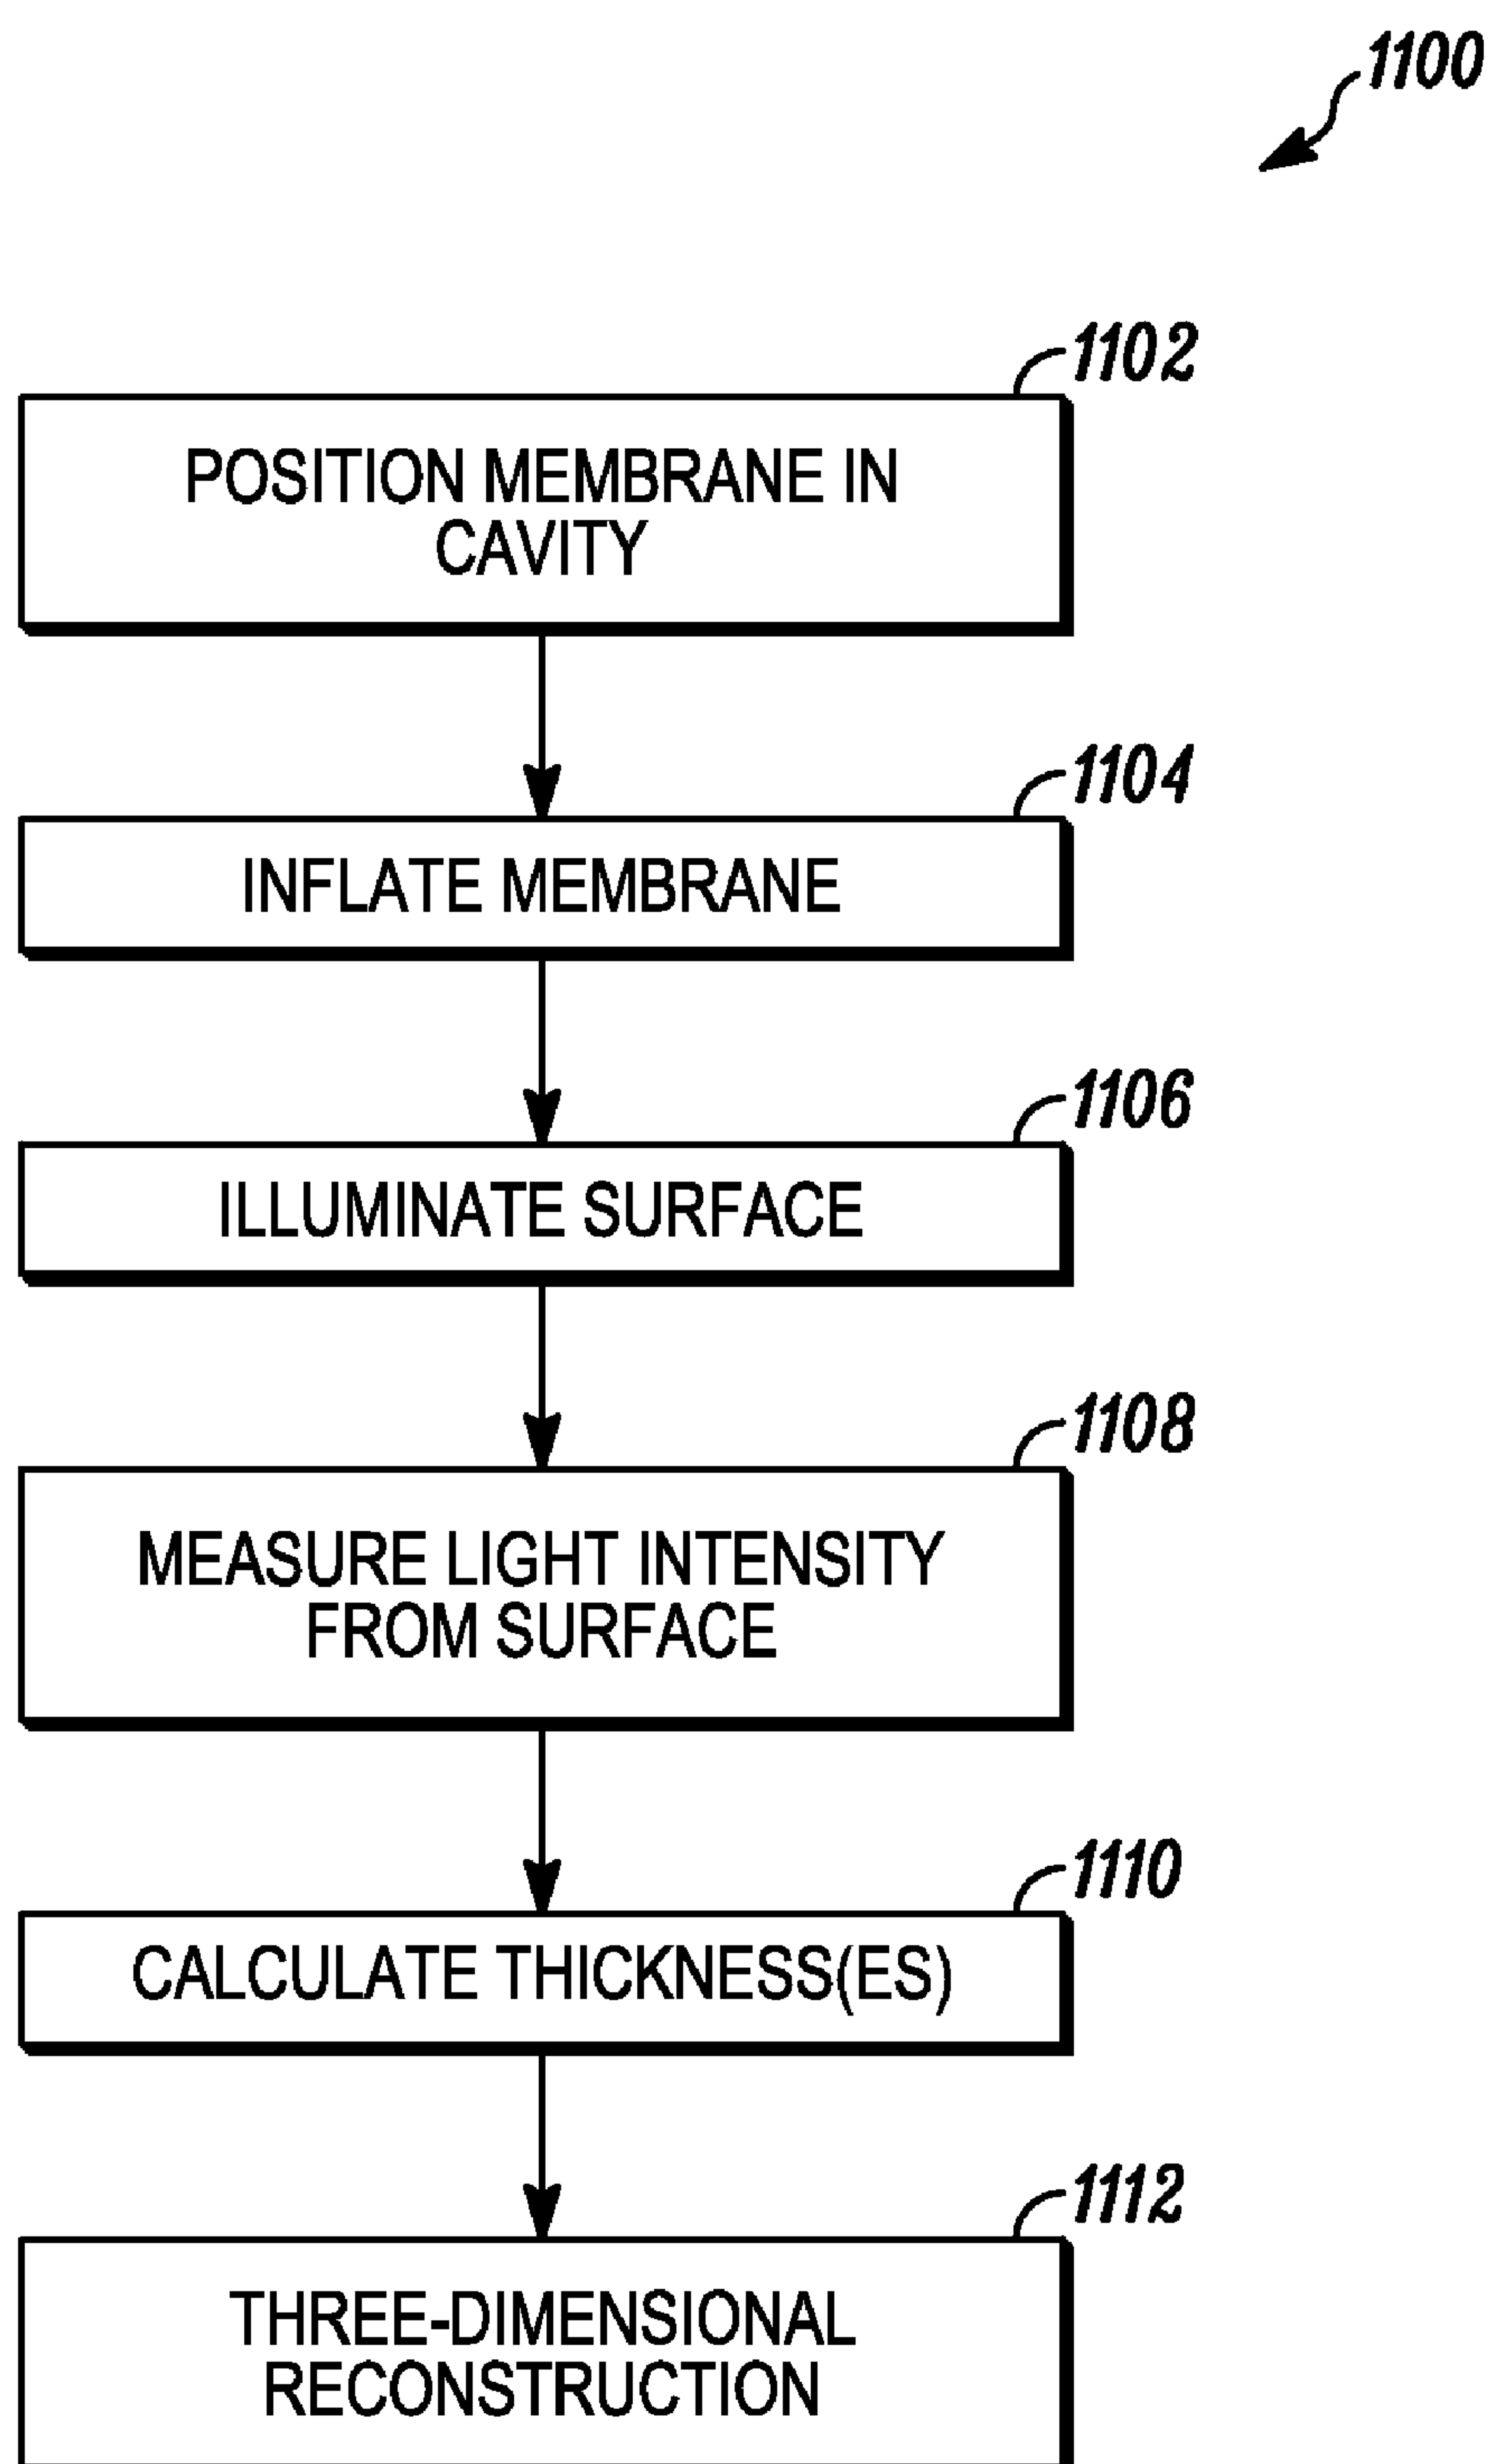 1100
1102
POSITION MEMBRANE IN
CAVITY
1104
INFLATE MEMBRANE
1106
ILLUMINATE SURFACE
1108
MEASURE LIGHT INTENSITY
FROM SURFACE
1110
CALCULATE THICKNESS(ES)
1112
THREE-DIMENSIONAL
RECONSTRUCTION